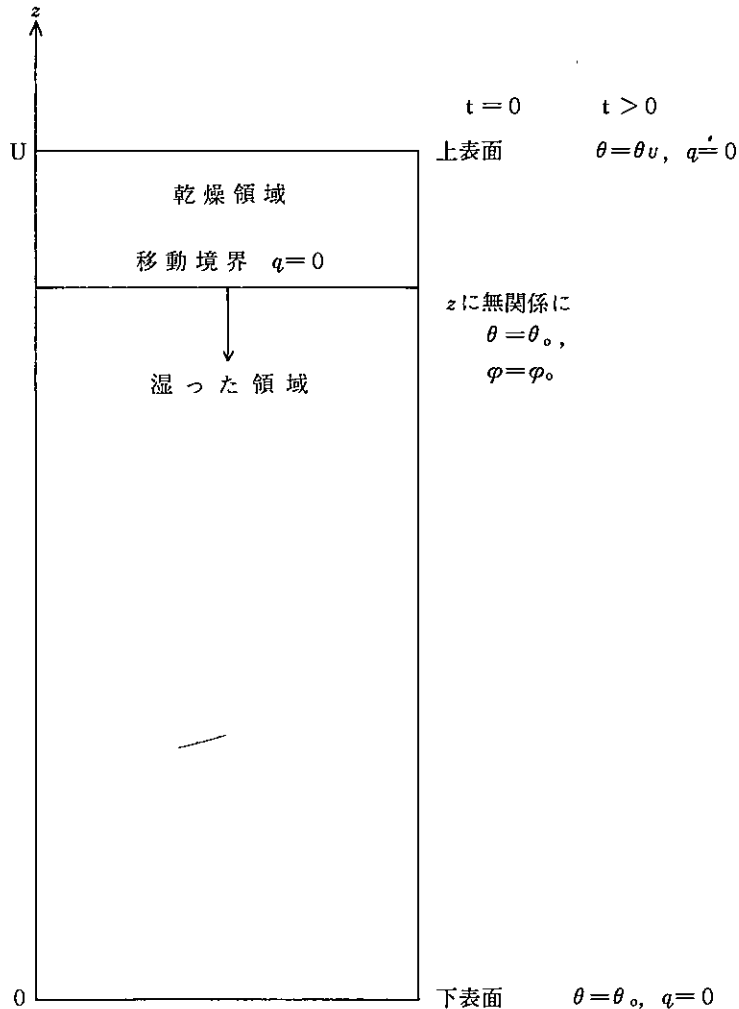 z
t=0 t>0
U 上表面 θ=θU, q≠0
乾燥領域
移動境界 q=0
zに無関係に
θ=θ₀,
φ=φ₀
湿った領域
0 下表面 θ=θ₀, q=0